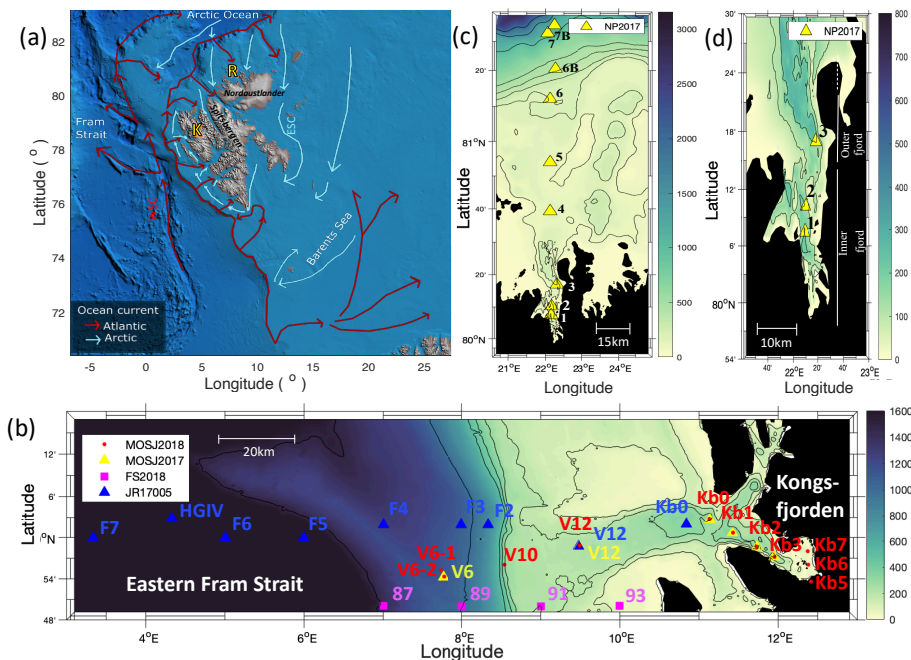 (a)
Arctic Ocean
R
Nordaustlander
Spitsbergen
K
Fram
Strait
ESC
Barents Sea
Ocean current
Atlantic
Arctic
Latitude (°)
82
80
78
76
74
72
-5 0 5 10 15 20 25
Longitude (°)
(c)
NP2017
7B
7
6B
6
5
4
3
2
1
Latitude
20'
81°N
40'
20'
80°N
15km
21°E 22°E 23°E 24°E
Longitude
3000
2500
2000
1500
1000
500
0
(d)
NP2017
3
2
1
Outer
fjord
Inner
fjord
Latitude
30'
24'
18'
12'
6'
80°N
54'
10km
40' 22°E 20' 40' 23°E
Longitude
800
700
600
500
400
300
200
100
0
(b)
20km
MOSJ2018
MOSJ2017
FS2018
JR17005
F7
HGIV
F6
F5
F4
F3
F2
V6-1
V6-2
V6
V10
V12
V12
V12
Kb0
Kb0
Kb1
Kb2
Kb3
Kb7
Kb6
Kb5
Kongs-
fjorden
Eastern Fram Strait
87
89
91
93
Latitude
12'
6'
°N
54'
48'
4°E 6°E 8°E 10°E 12°E
Longitude
1600
1400
1200
1000
800
600
400
200
0